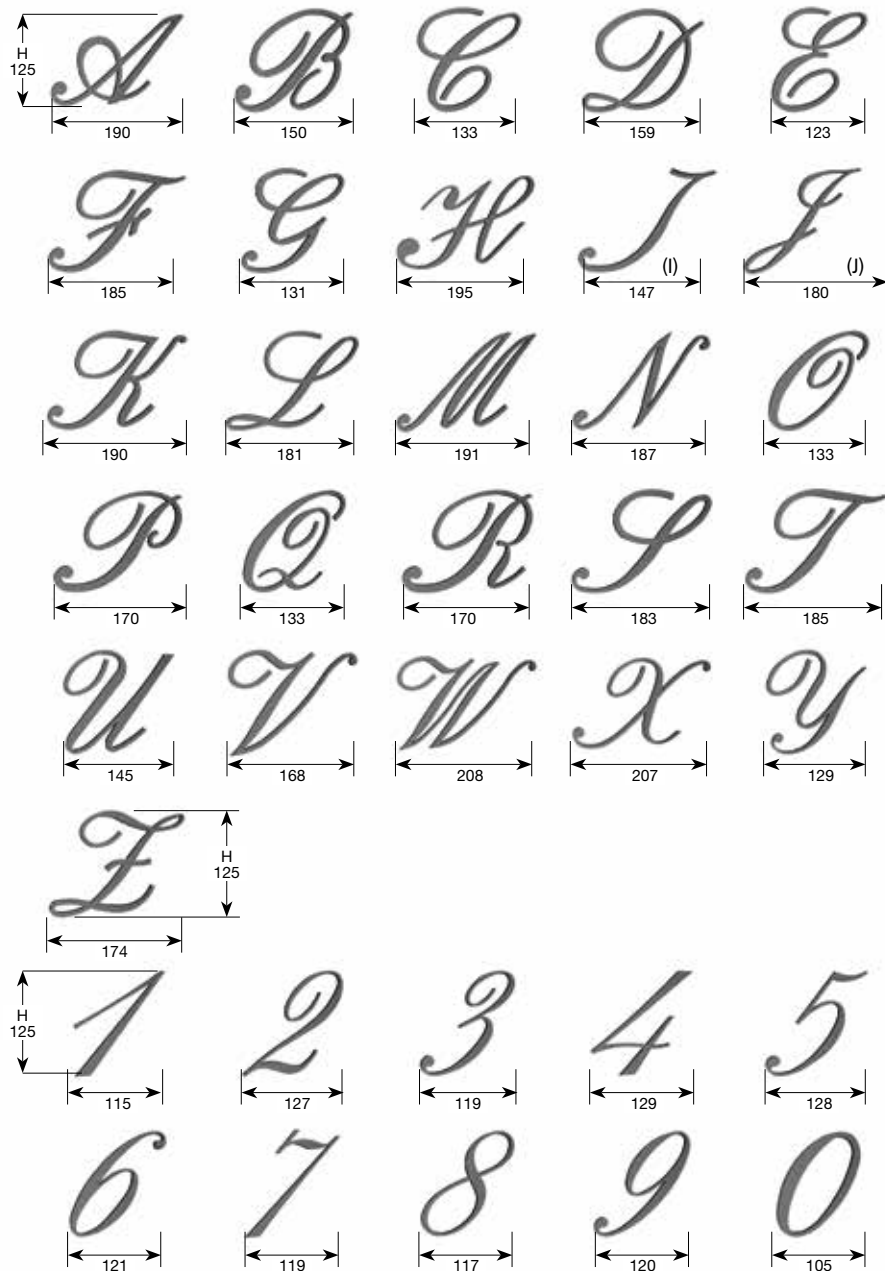 A B C D E
H
125
190 150 133 159 123
F G H I J
(I) (J)
185 131 195 147 180
K L M N O
190 181 191 187 133
P Q R S T
170 133 170 183 185
U V W X Y
145 168 208 207 129
Z
H
125
174
1 2 3 4 5
H
125
115 127 119 129 128
6 7 8 9 0
121 119 117 120 105